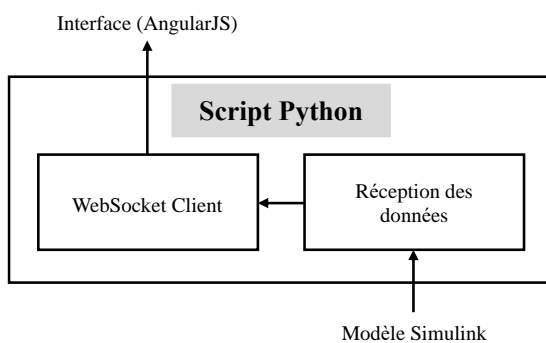 Interface (AngularJS)
Script Python
WebSocket Client
Réception des
données
Modèle Simulink